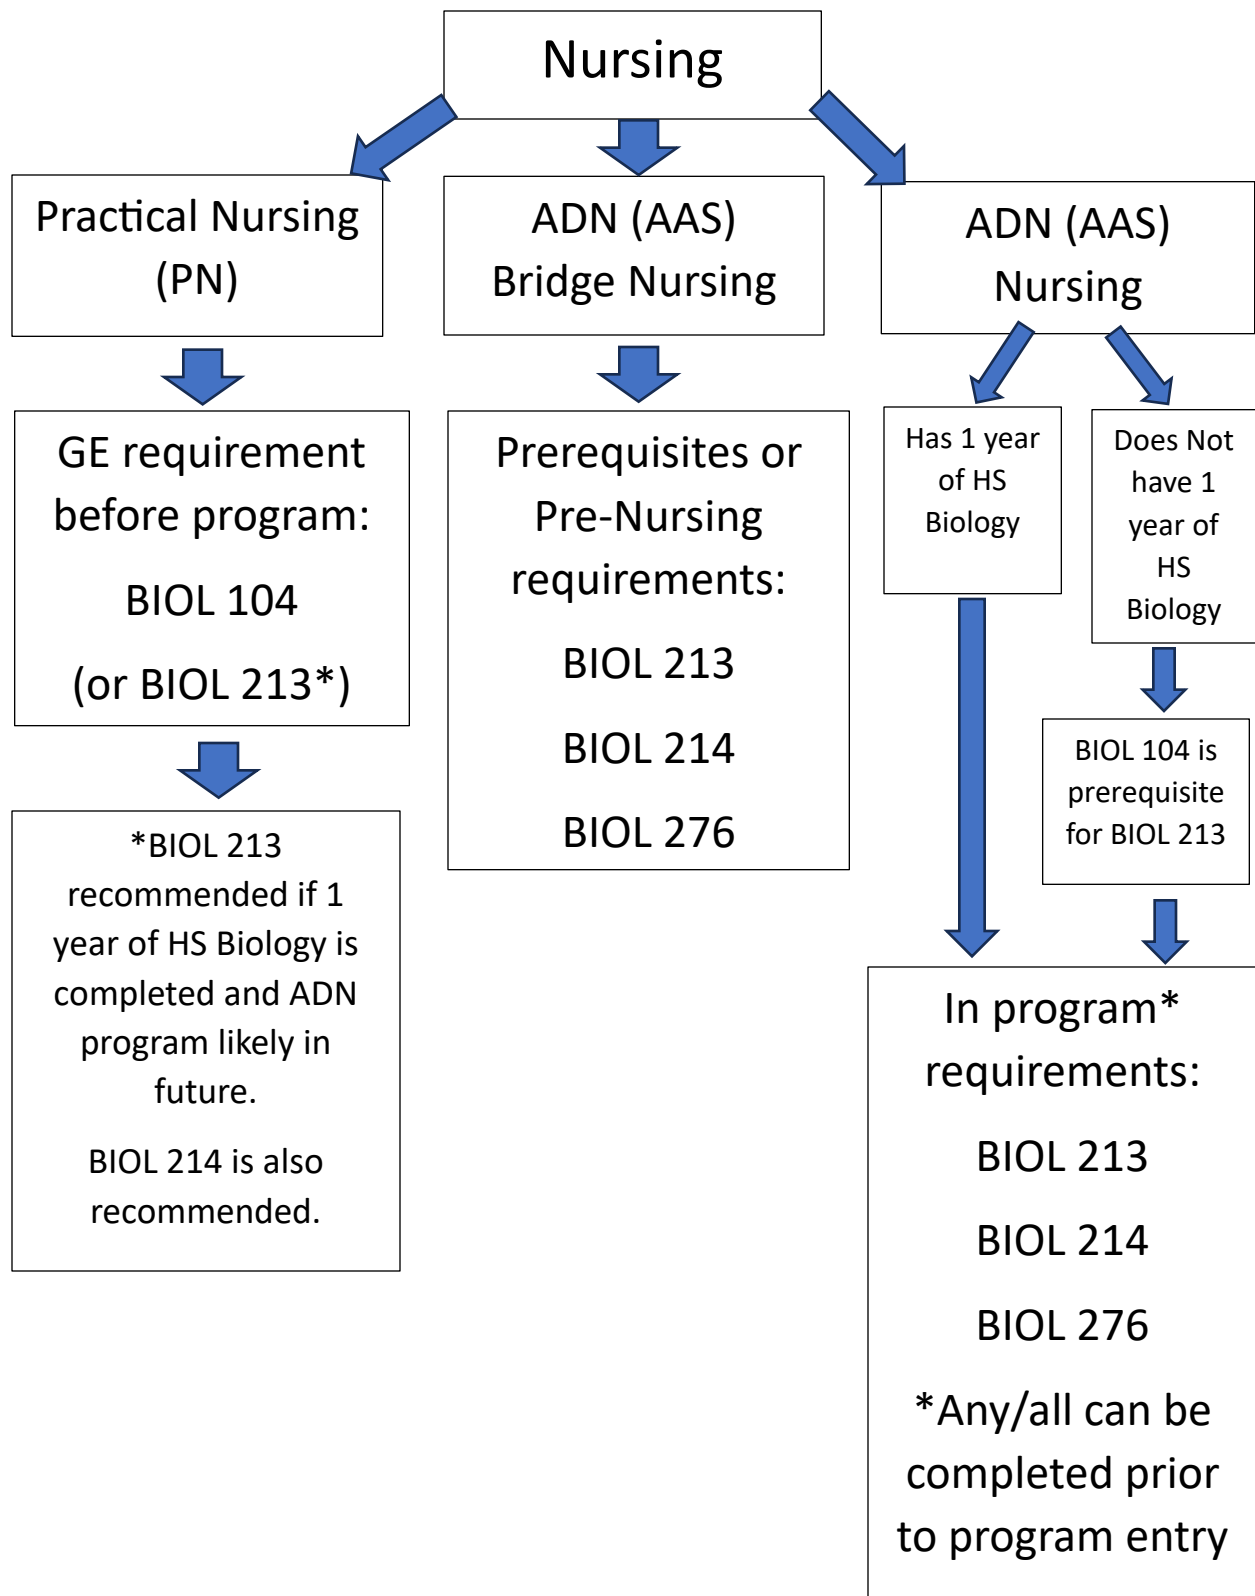 Nursing
Practical Nursing
(PN)
ADN (AAS)
Bridge Nursing
ADN (AAS)
Nursing
GE requirement
before program:
BIOL 104
(or BIOL 213*)
Prerequisites or
Pre-Nursing
requirements:
BIOL 213
BIOL 214
BIOL 276
Has 1 year
of HS
Biology
Does Not
have 1
year of
HS
Biology
BIOL 104 is
prerequisite
for BIOL 213
*BIOL 213
recommended if 1
year of HS Biology is
completed and ADN
program likely in
future.
BIOL 214 is also
recommended.
In program*
requirements:
BIOL 213
BIOL 214
BIOL 276
*Any/all can be
completed prior
to program entry